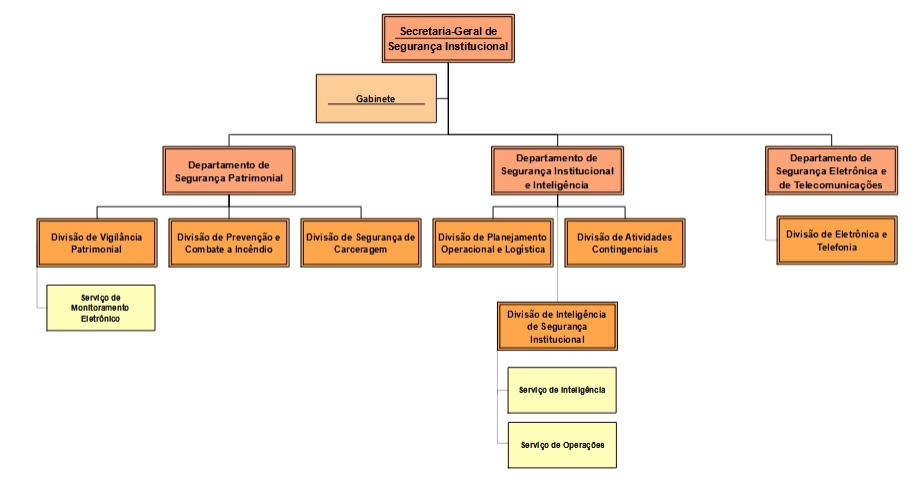 Secretaria-Geral de
Segurança Institucional
Gabinete
Departamento de
Segurança Patrimonial
Departamento de
Segurança Institucional
e Inteligência
Departamento de
Segurança Eletrônica e
de Telecomunicações
Divisão de Vigilância
Patrimonial
Divisão de Prevenção e
Combate a Incêndio
Divisão de Segurança de
Carceragem
Divisão de Planejamento
Operacional e Logística
Divisão de Atividades
Contingenciais
Divisão de Eletrônica e
Telefonia
Serviço de
Monitoramento
Eletrônico
Divisão de Inteligência
de Segurança
Institucional
Serviço de Inteligência
Serviço de Operações